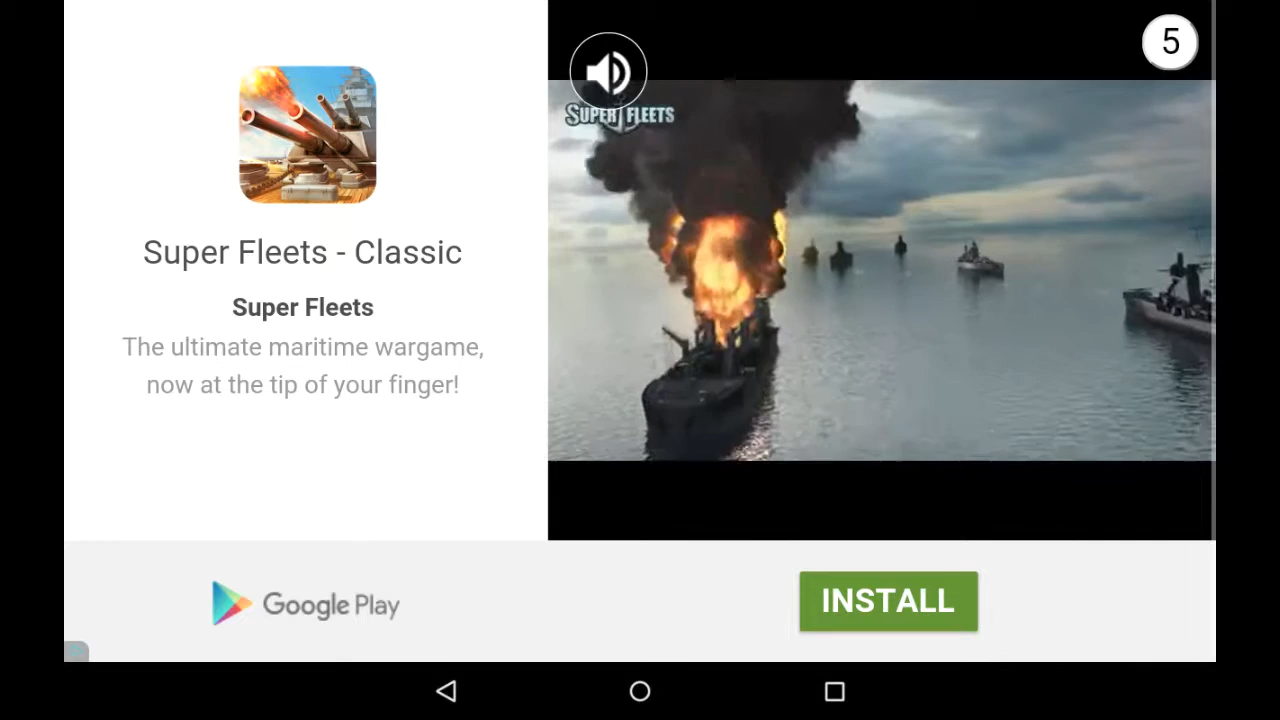 5
SUPER FLEETS
Super Fleets - Classic
Super Fleets
The ultimate maritime wargame,
now at the tip of your finger!
Google Play
INSTALL